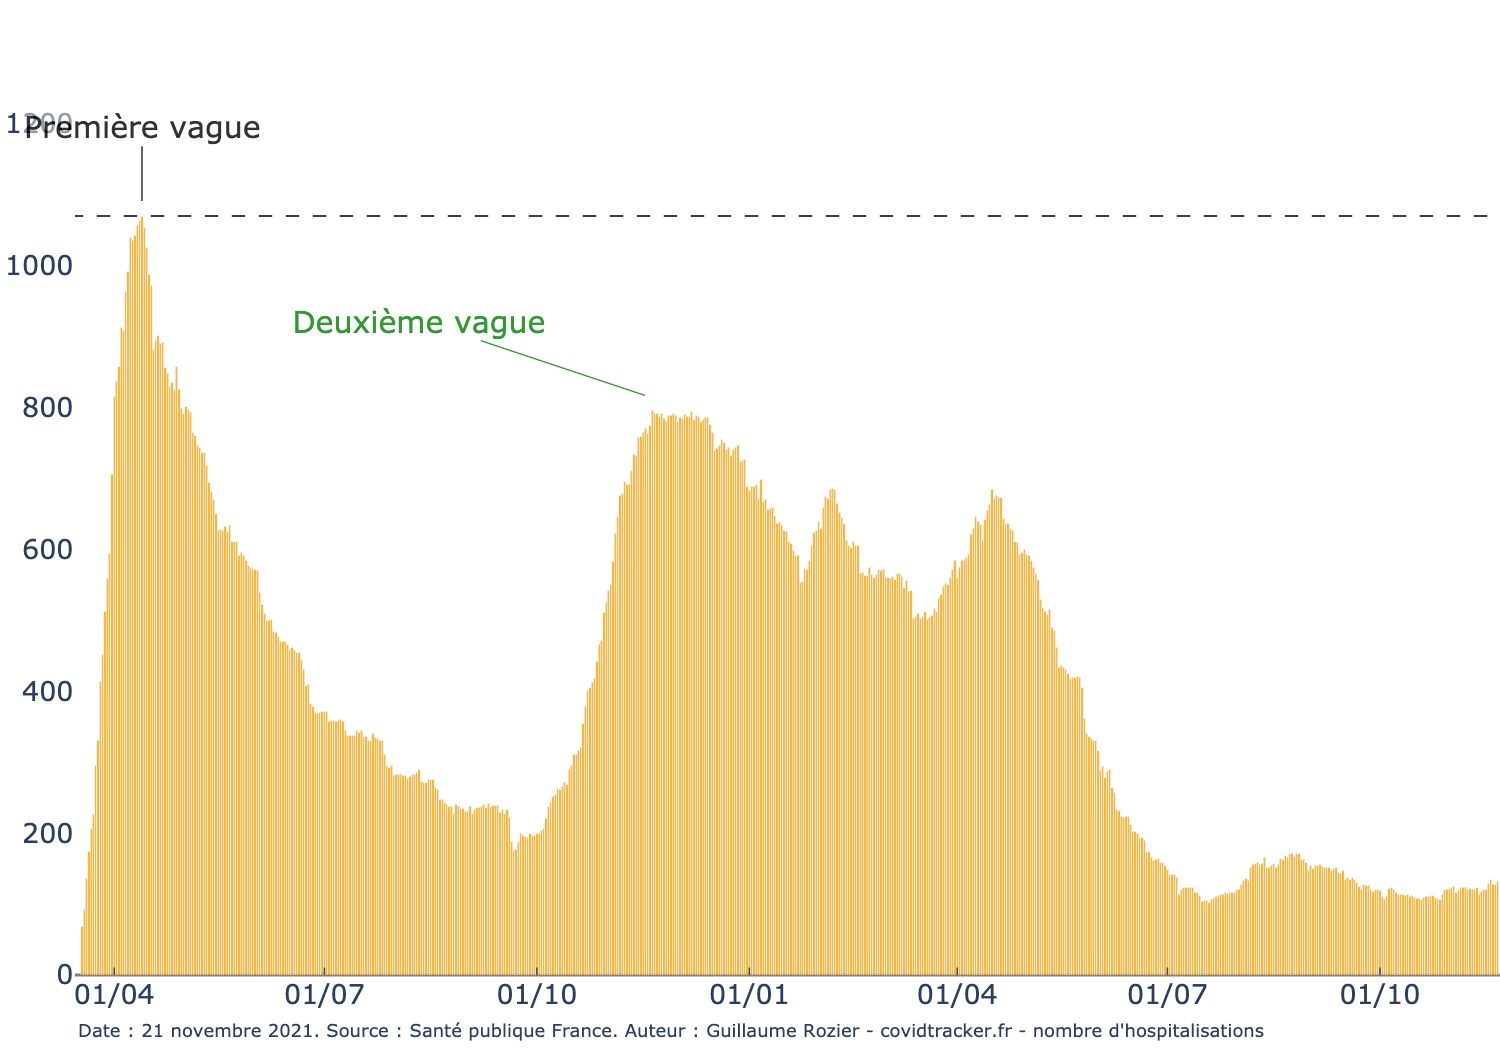 1200
Première vague
1000
Deuxième vague
800
600
400
200
0
01/04 01/07 01/10 01/01 01/04 01/07 01/10
Date : 21 novembre 2021. Source : Santé publique France. Auteur : Guillaume Rozier - covidtracker.fr - nombre d'hospitalisations